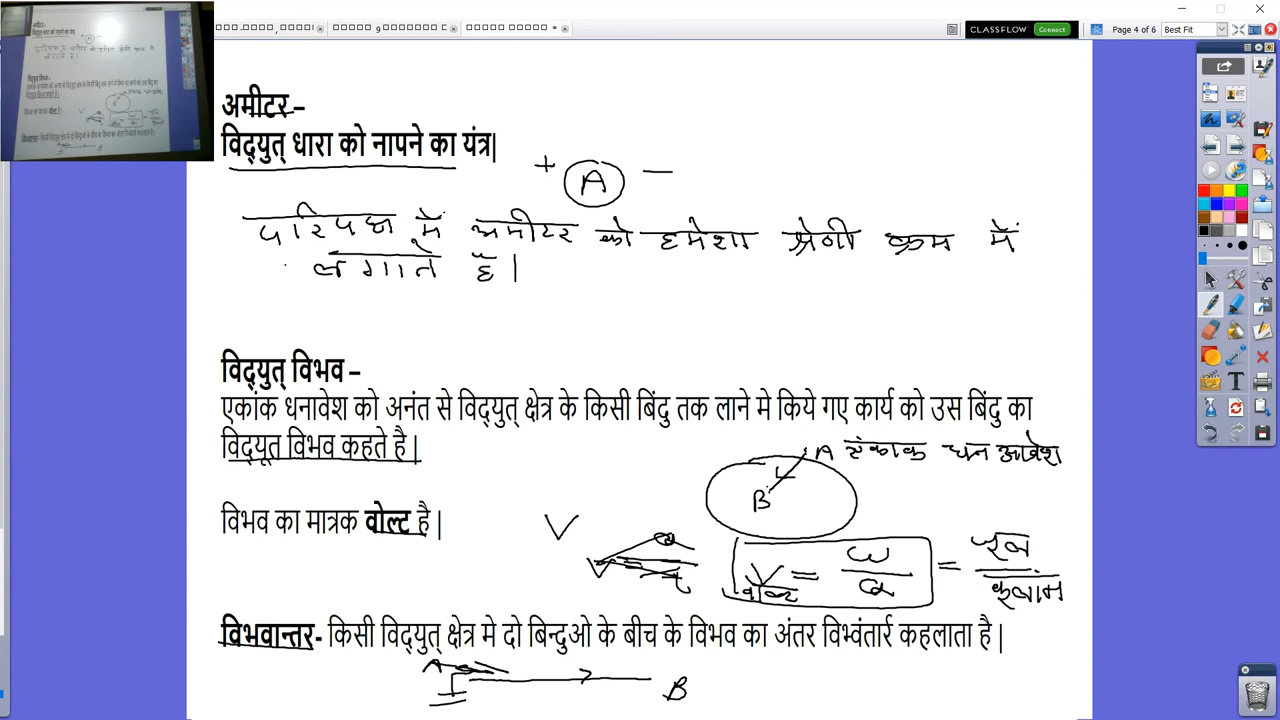 CLASSFLOW Connect Page 4 of 6 Best Fit
अमीटर–
विद्युत् धारा को नापने का यंत्र|
+ A –
परिपथ में अमीटर को हमेशा श्रेणी क्रम में
लगाते है |
विद्युत् विभव –
एकांक धनावेश को अनंत से विद्युत् क्षेत्र के किसी बिंदु तक लाने मे किये गए कार्य को उस बिंदु का
विद्यूत विभव कहते है |
A एकांक धन आवेश
B
विभव का मात्रक वोल्ट है |
V
V = W/Q = जूल/कूलाम
वोल्ट
विभवान्तर- किसी विद्युत् क्षेत्र मे दो बिन्दुओ के बीच के विभव का अंतर विभ्वंतार्र कहलाता है |
A
I
B